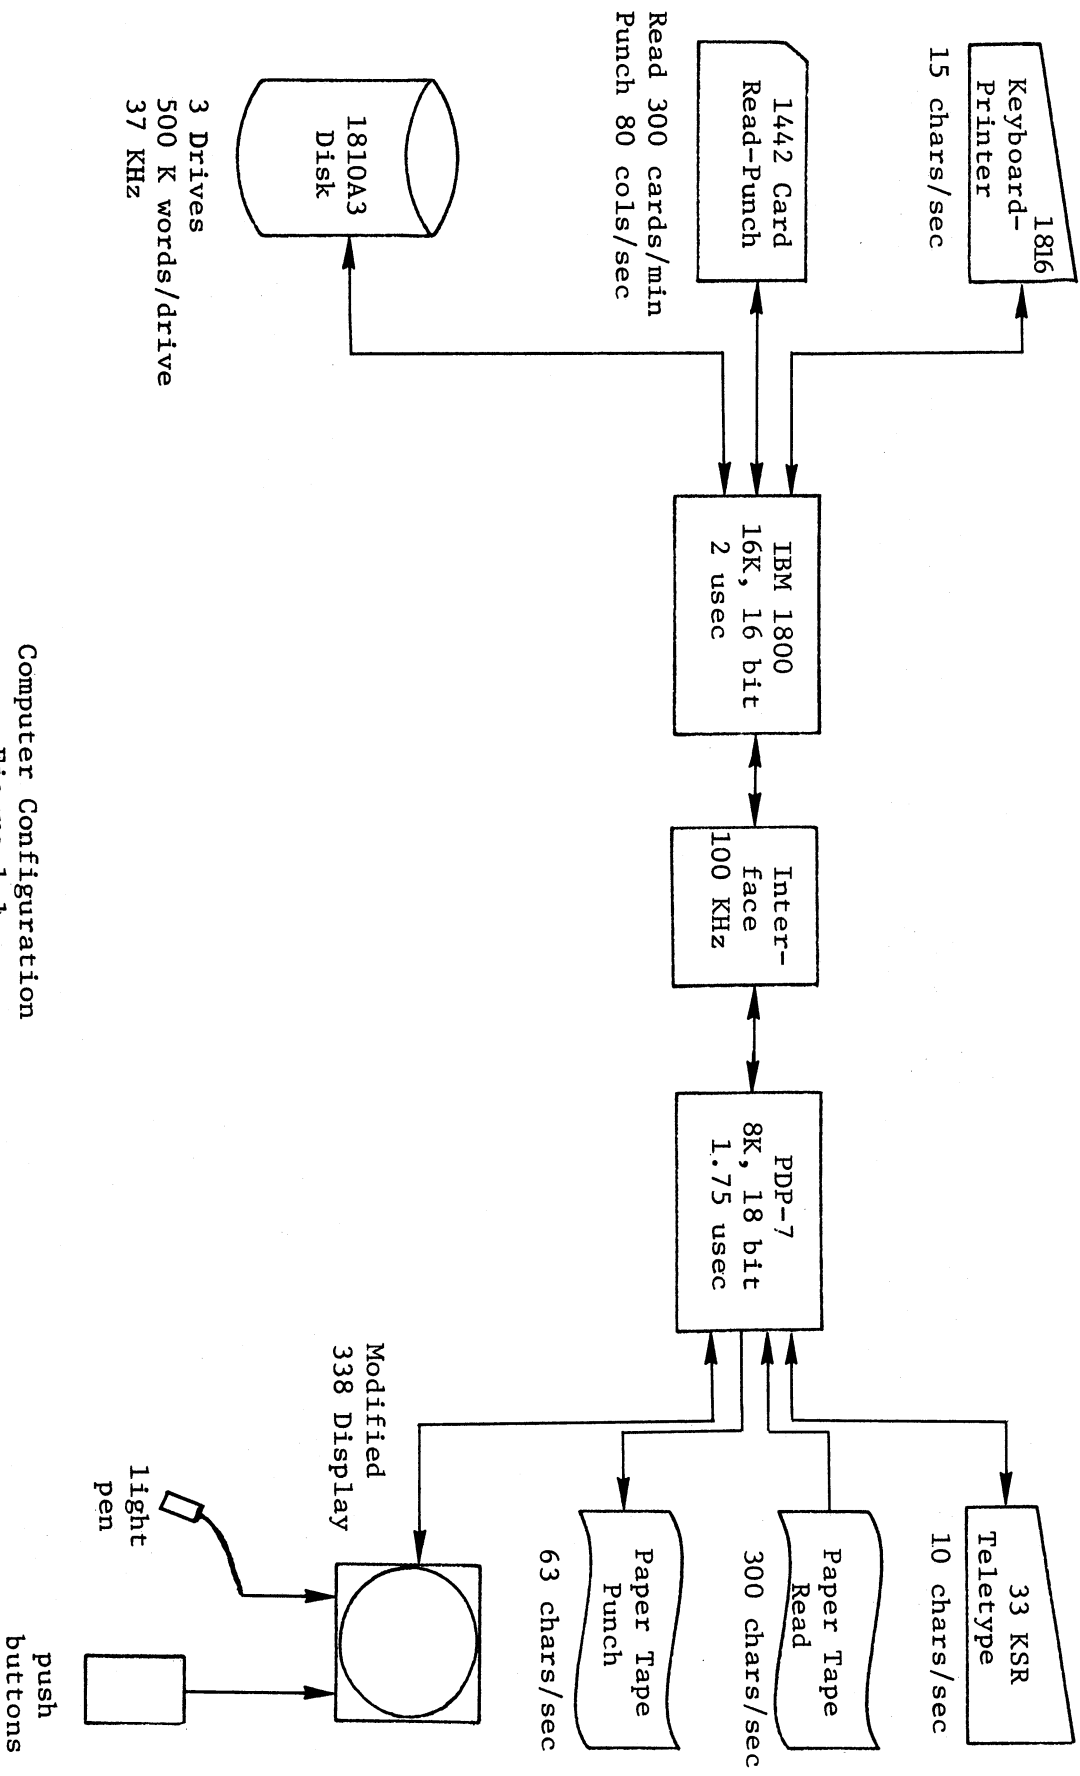 1816
Keyboard-
Printer
15 chars/sec
1442 Card
Read-Punch
Read 300 cards/min
Punch 80 cols/sec
1810A3
Disk
3 Drives
500 K words/drive
37 KHz
IBM 1800
16K, 16 bit
2 usec
Inter-
face
100 KHz
PDP-7
8K, 18 bit
1.75 usec
33 KSR
Teletype
10 chars/sec
Paper Tape
Read
300 chars/sec
Paper Tape
Punch
63 chars/sec
Modified
338 Display
light
pen
push
buttons
Computer Configuration